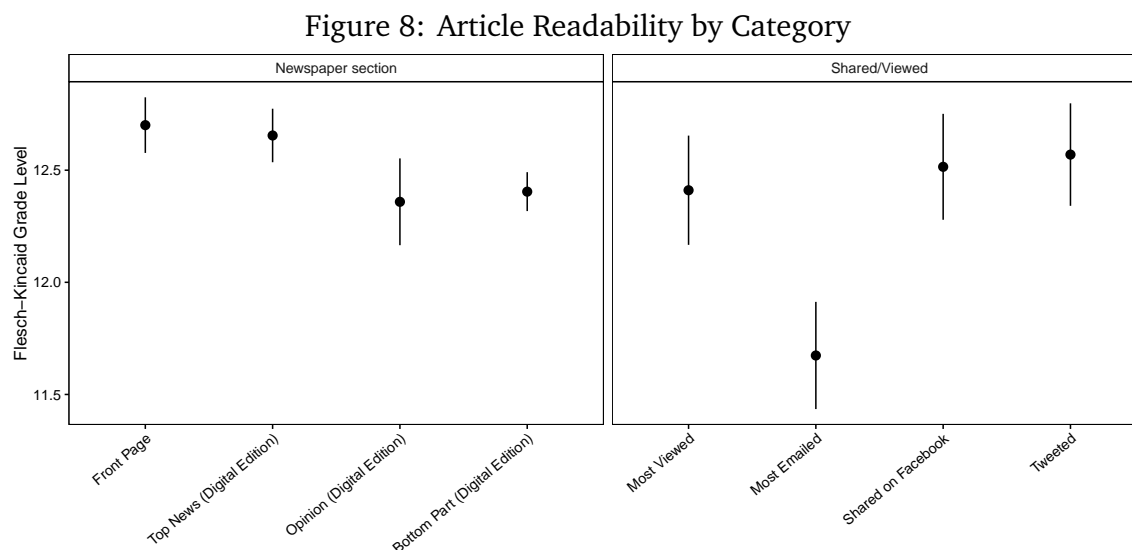 Figure 8: Article Readability by Category
Newspaper section
Shared/Viewed
Flesch−Kincaid Grade Level
12.5
12.0
11.5
Front Page
Top News (Digital Edition)
Opinion (Digital Edition)
Bottom Part (Digital Edition)
Most Viewed
Most Emailed
Shared on Facebook
Tweeted